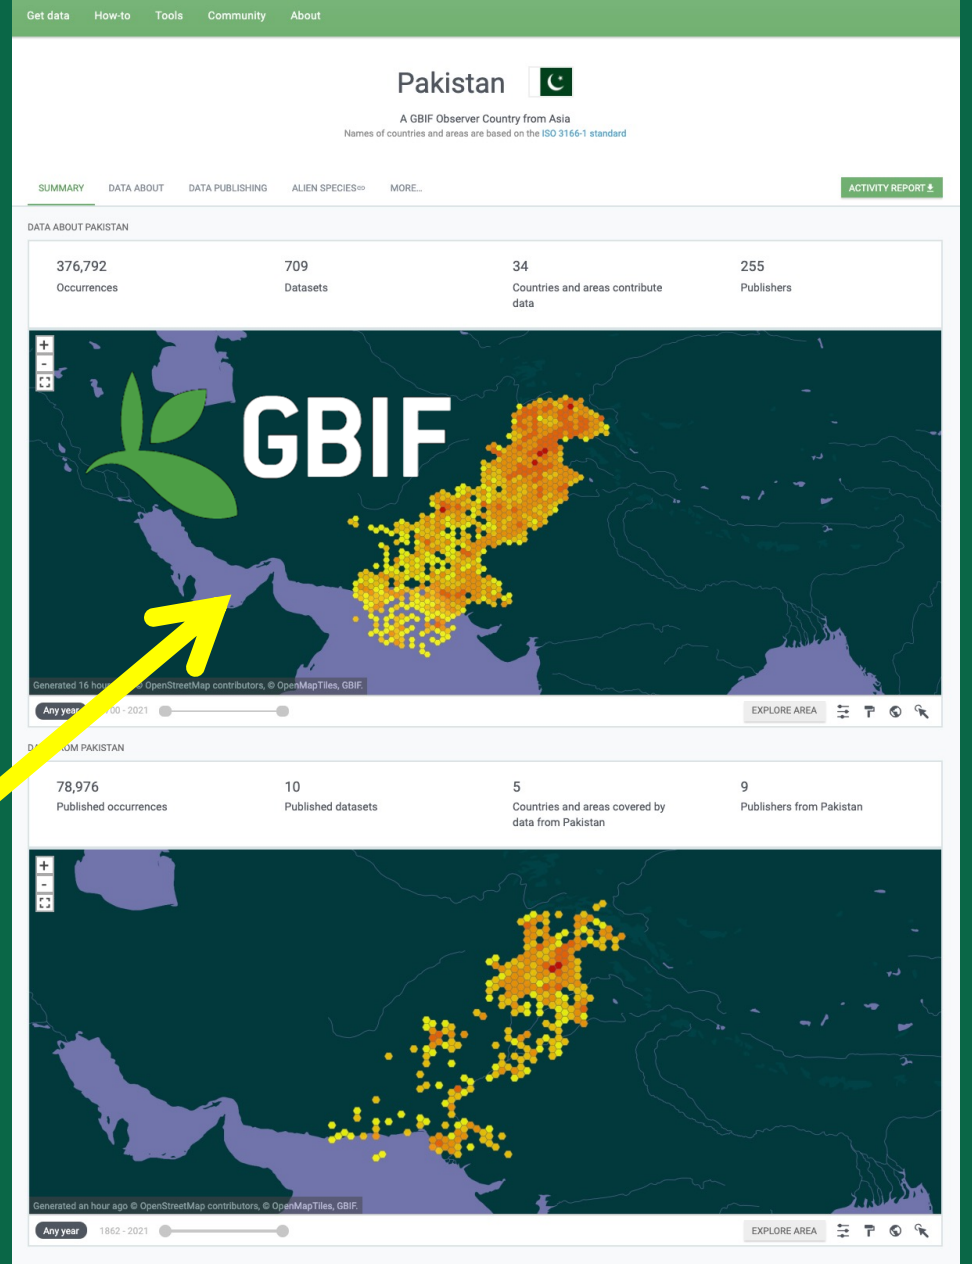 Get data How-to Tools Community About
Pakistan
A GBIF Observer Country from Asia
Names of countries and areas are based on the ISO 3166-1 standard
SUMMARY DATA ABOUT DATA PUBLISHING ALIEN SPECIES MORE...
ACTIVITY REPORT
DATA ABOUT PAKISTAN
376,792 709 34 255
Occurrences Datasets Countries and areas contribute Publishers
data
+
-
GBIF
Generated 16 hou © OpenStreetMap contributors, © OpenMapTiles, GBIF.
Any year 00 - 2021 EXPLORE AREA
OM PAKISTAN
78,976 10 5 9
Published occurrences Published datasets Countries and areas covered by Publishers from Pakistan
data from Pakistan
+
-
Generated an hour ago © OpenStreetMap contributors, © OpenMapTiles, GBIF.
Any year 1862 - 2021 EXPLORE AREA